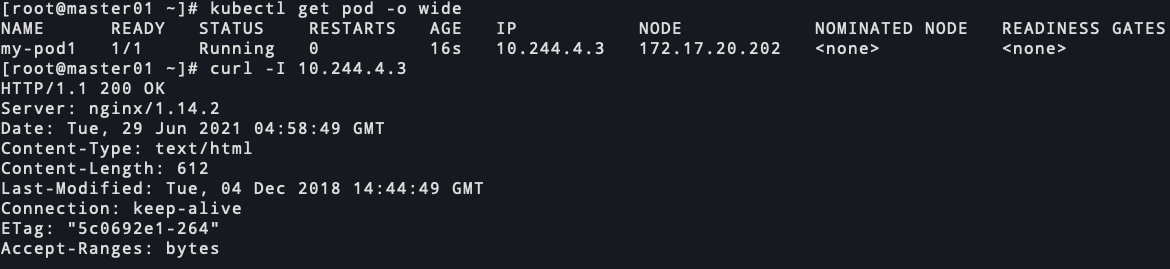 [root@master01 ~]# kubectl get pod -o wide
NAME READY STATUS RESTARTS AGE IP NODE NOMINATED NODE READINESS GATES
my-pod1 1/1 Running 0 16s 10.244.4.3 172.17.20.202 <none> <none>
[root@master01 ~]# curl -I 10.244.4.3
HTTP/1.1 200 OK
Server: nginx/1.14.2
Date: Tue, 29 Jun 2021 04:58:49 GMT
Content-Type: text/html
Content-Length: 612
Last-Modified: Tue, 04 Dec 2018 14:44:49 GMT
Connection: keep-alive
ETag: "5c0692e1-264"
Accept-Ranges: bytes